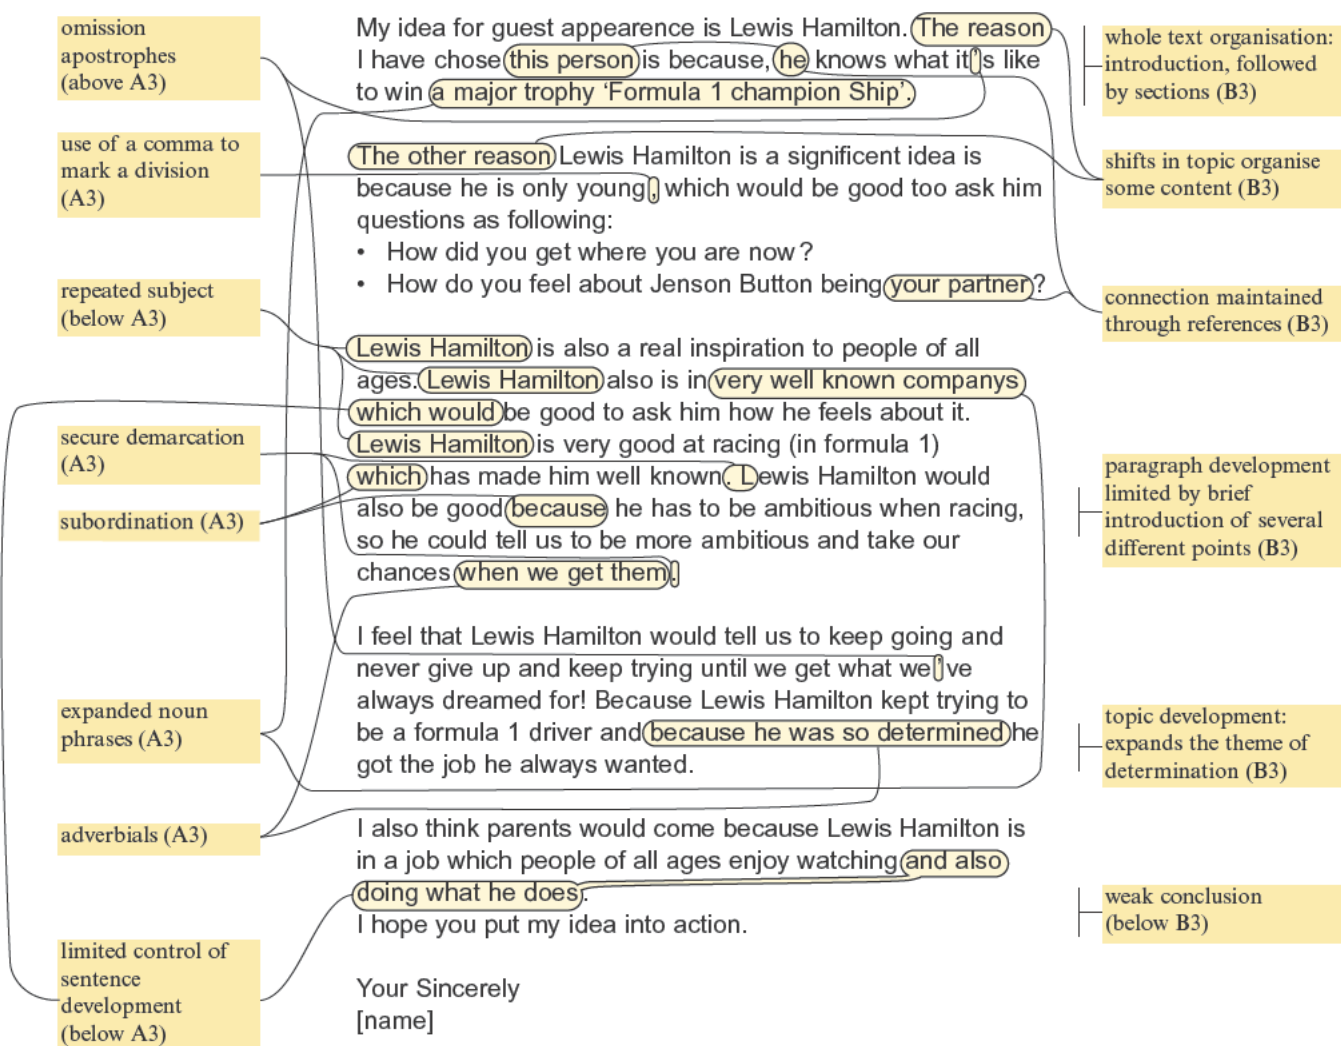 omission
apostrophes
(above A3)
use of a comma to
mark a division
(A3)
repeated subject
(below A3)
secure demarcation
(A3)
subordination (A3)
expanded noun
phrases (A3)
adverbials (A3)
limited control of
sentence
development
(below A3)
My idea for guest appearence is Lewis Hamilton. The reason
I have chose this person is because, he knows what it's like
to win a major trophy ‘Formula 1 champion Ship’.
The other reason Lewis Hamilton is a significent idea is
because he is only young, which would be good too ask him
questions as following:
• How did you get where you are now?
• How do you feel about Jenson Button being your partner?
Lewis Hamilton is also a real inspiration to people of all
ages. Lewis Hamilton also is in very well known companys
which would be good to ask him how he feels about it.
Lewis Hamilton is very good at racing (in formula 1)
which has made him well known. Lewis Hamilton would
also be good because he has to be ambitious when racing,
so he could tell us to be more ambitious and take our
chances when we get them.
I feel that Lewis Hamilton would tell us to keep going and
never give up and keep trying until we get what we've
always dreamed for! Because Lewis Hamilton kept trying to
be a formula 1 driver and because he was so determined he
got the job he always wanted.
I also think parents would come because Lewis Hamilton is
in a job which people of all ages enjoy watching and also
doing what he does.
I hope you put my idea into action.
Your Sincerely
[name]
whole text organisation:
introduction, followed
by sections (B3)
shifts in topic organise
some content (B3)
connection maintained
through references (B3)
paragraph development
limited by brief
introduction of several
different points (B3)
topic development:
expands the theme of
determination (B3)
weak conclusion
(below B3)